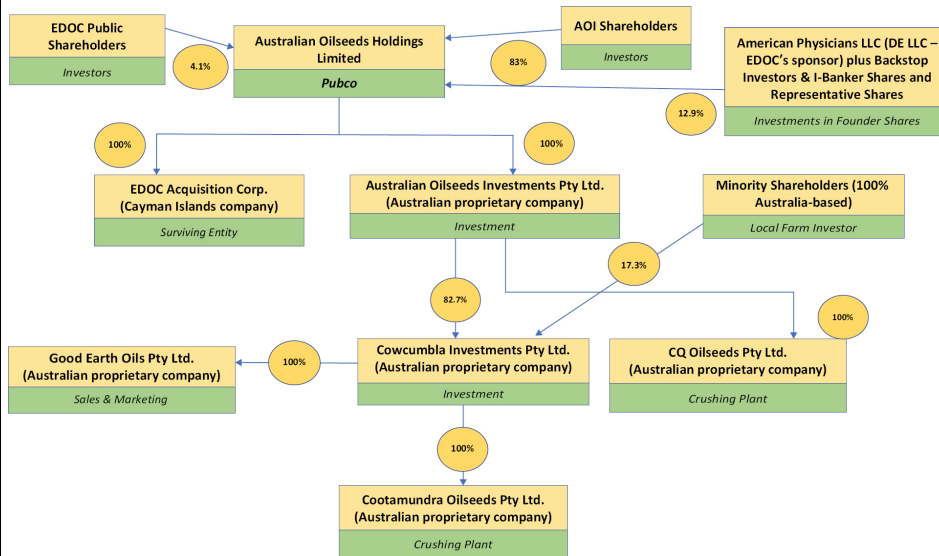 EDOC Public
Shareholders
Investors
4.1%
Australian Oilseeds Holdings
Limited
Pubco
AOI Shareholders
Investors
83%
American Physicians LLC (DE LLC –
EDOC's sponsor) plus Backstop
Investors & I-Banker Shares and
Representative Shares
Investments in Founder Shares
12.9%
100%
100%
EDOC Acquisition Corp.
(Cayman Islands company)
Surviving Entity
Australian Oilseeds Investments Pty Ltd.
(Australian proprietary company)
Investment
Minority Shareholders (100%
Australia-based)
Local Farm Investor
17.3%
82.7%
100%
Good Earth Oils Pty Ltd.
(Australian proprietary company)
Sales & Marketing
100%
Cowcumbla Investments Pty Ltd.
(Australian proprietary company)
Investment
CQ Oilseeds Pty Ltd.
(Australian proprietary company)
Crushing Plant
100%
Cootamundra Oilseeds Pty Ltd.
(Australian proprietary company)
Crushing Plant